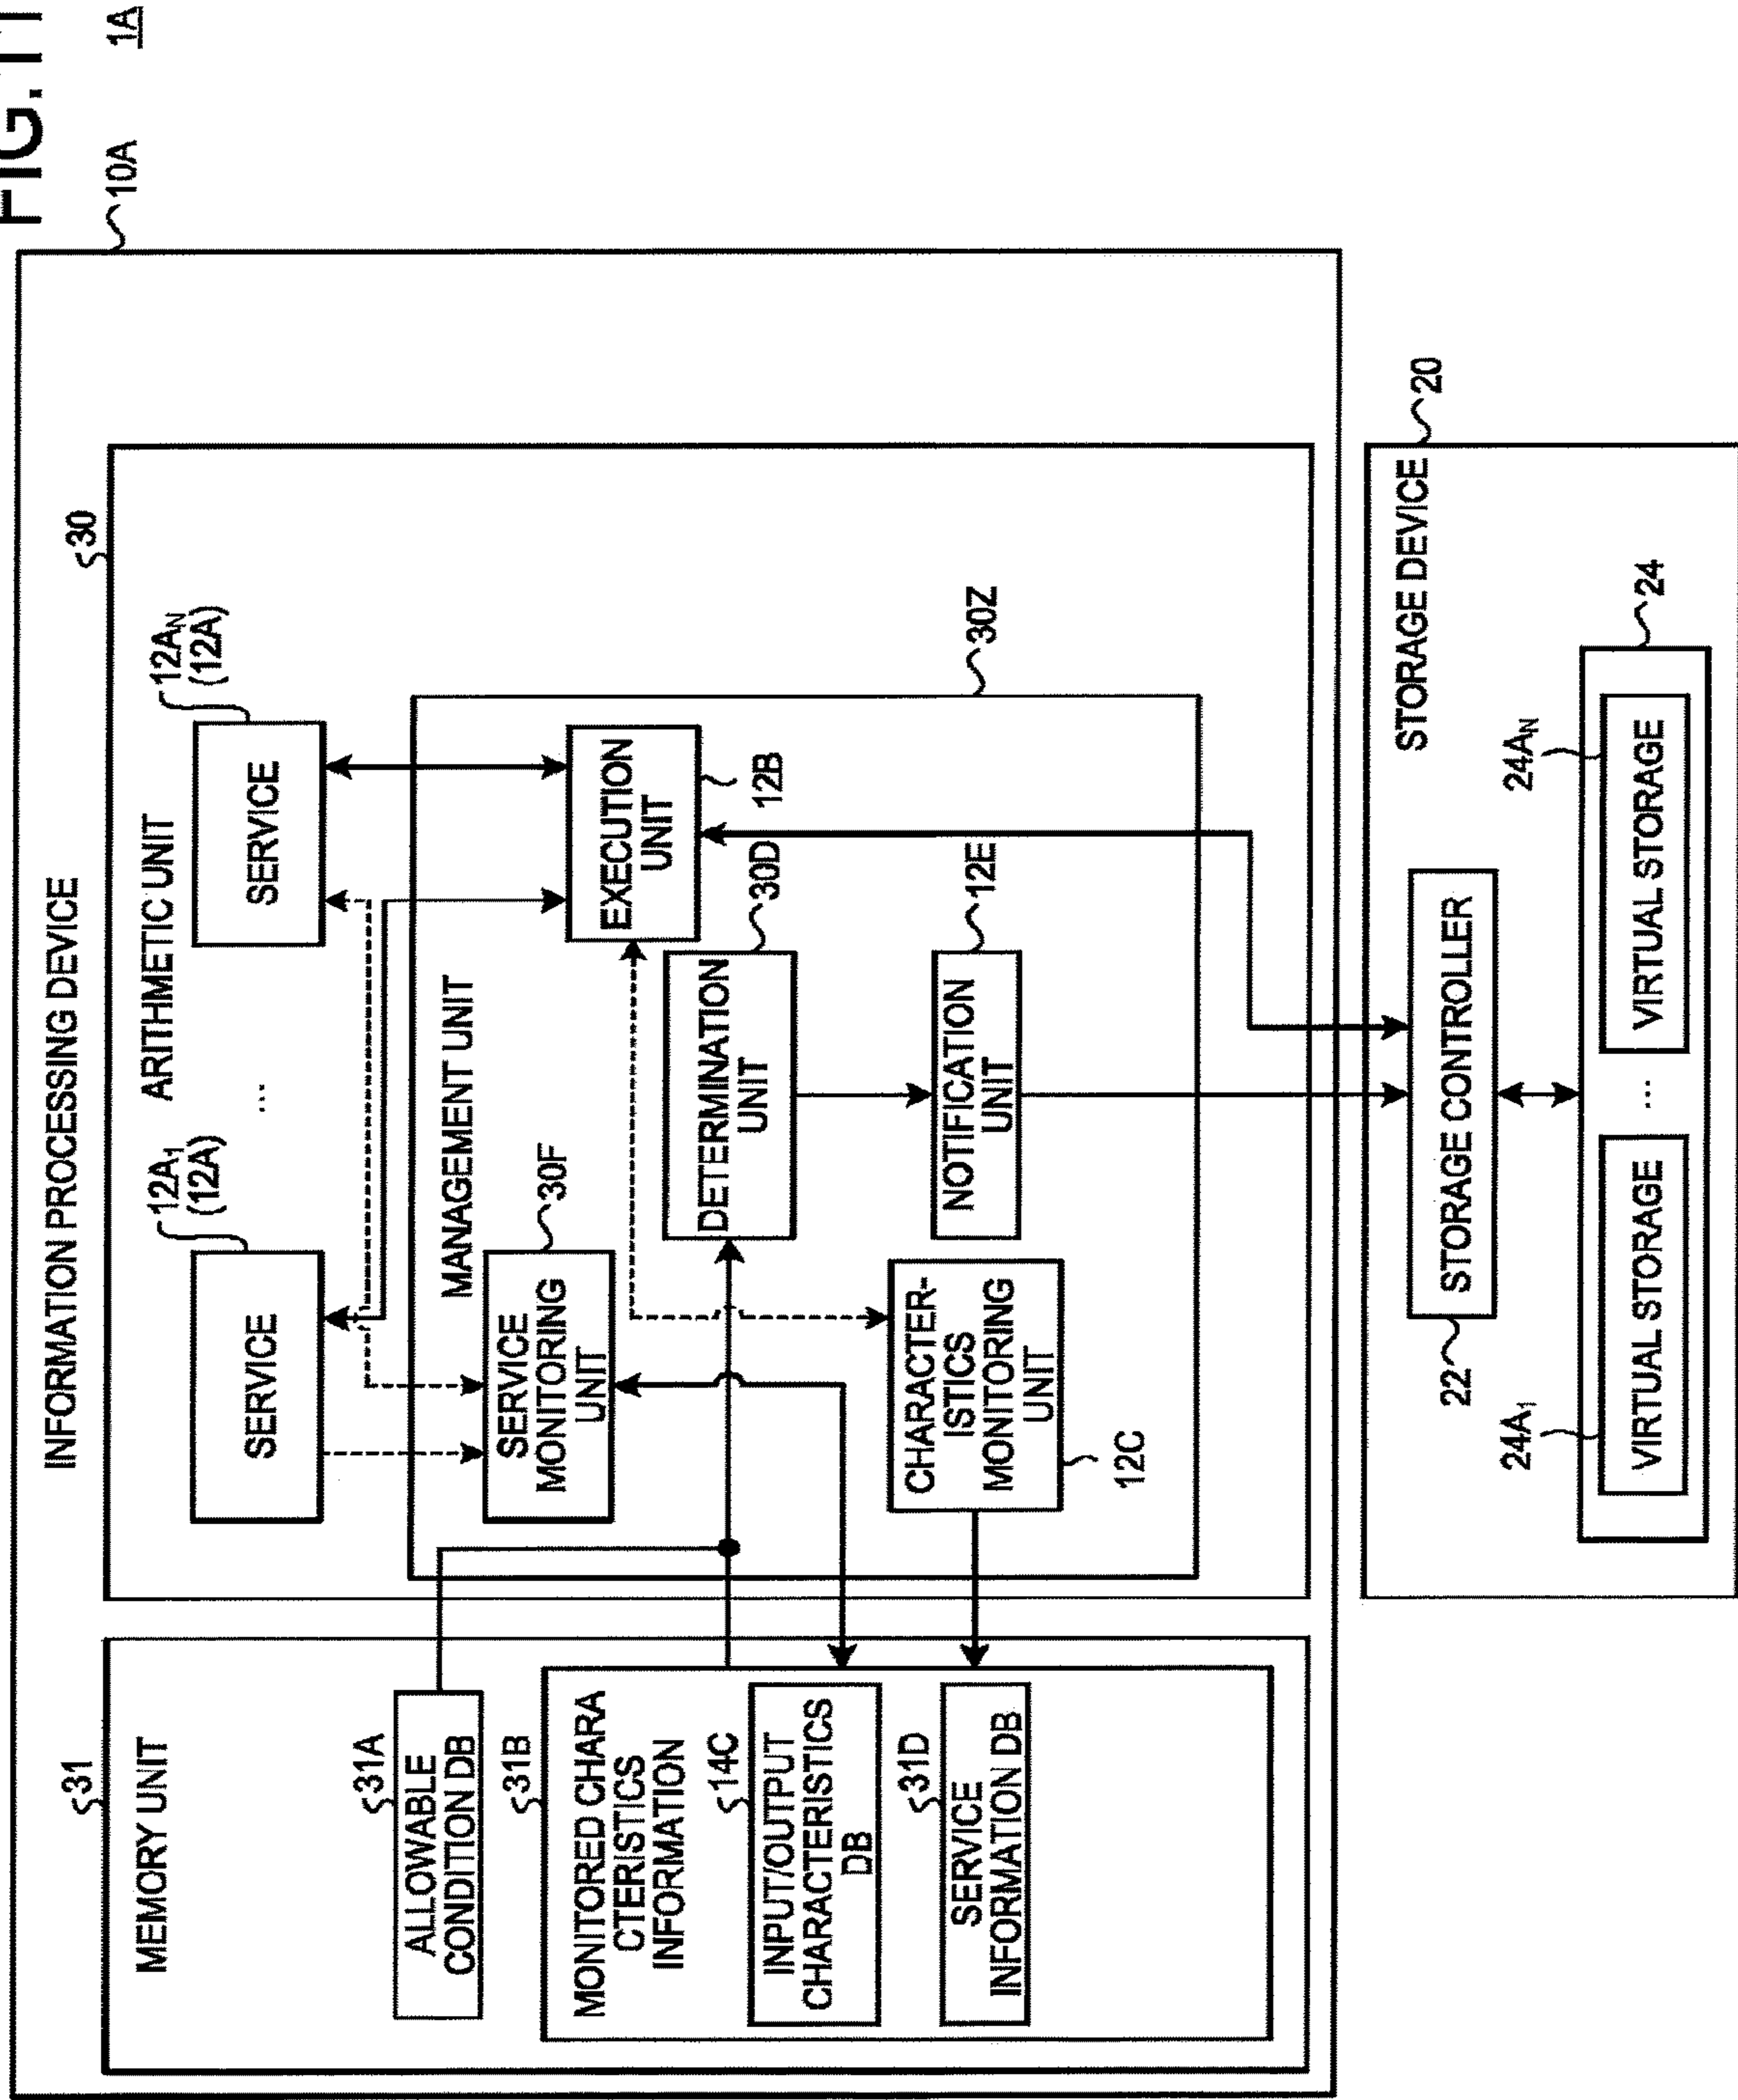 FIG. 11
1A
10A
INFORMATION PROCESSING DEVICE
31
MEMORY UNIT
31A
ALLOWABLE
CONDITION DB
31B
MONITORED CHARA
CTERISTICS
INFORMATION
14C
INPUT/OUTPUT
CHARACTERISTICS
DB
31D
SERVICE
INFORMATION DB
30
ARITHMETIC UNIT
12A1
(12A)
SERVICE
...
12AN
(12A)
SERVICE
30Z
MANAGEMENT UNIT
30F
SERVICE
MONITORING
UNIT
EXECUTION
UNIT
12B
30D
DETERMINATION
UNIT
12E
NOTIFICATION
UNIT
CHARACTER-
ISTICS
MONITORING
UNIT
12C
20
STORAGE DEVICE
22
STORAGE CONTROLLER
24
24A1
VIRTUAL STORAGE
...
24AN
VIRTUAL STORAGE